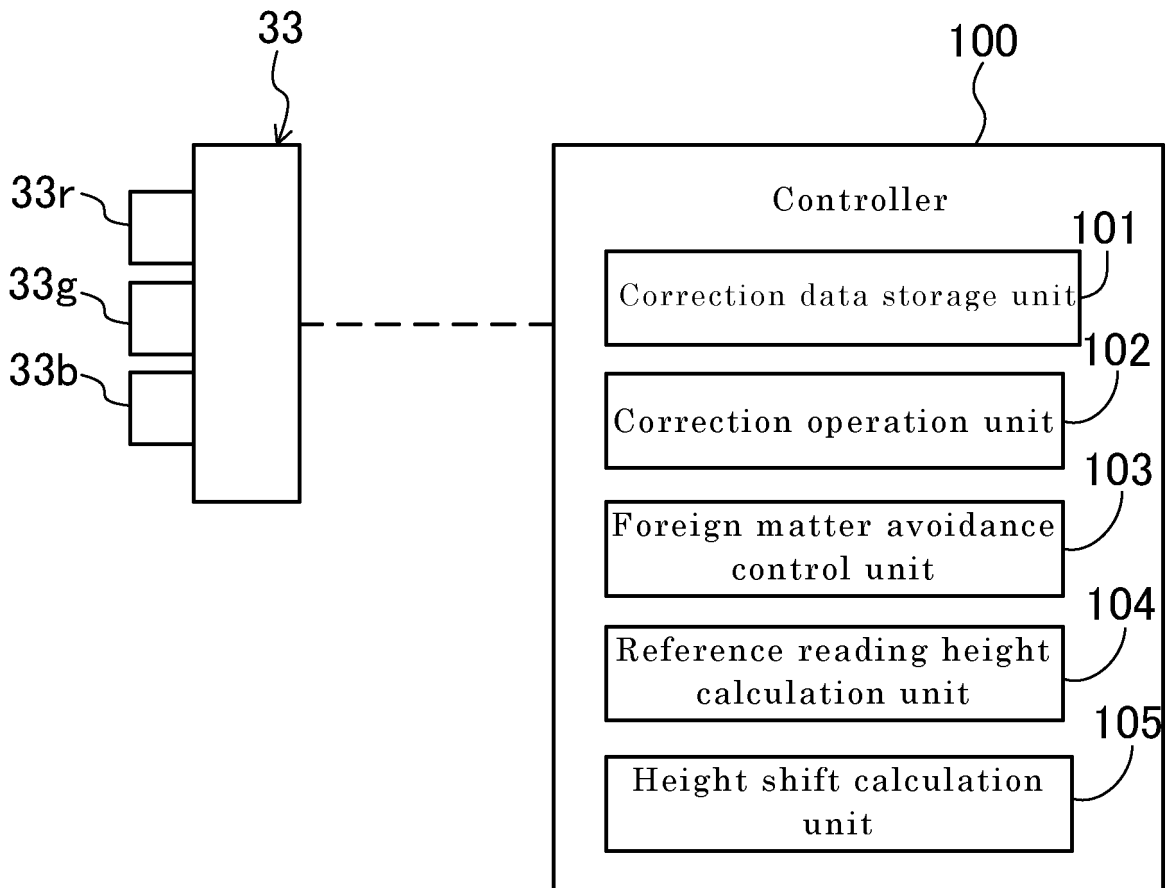 33
100
33r
Controller
101
33g
Correction data storage unit
102
33b
Correction operation unit
103
Foreign matter avoidance
control unit
104
Reference reading height
calculation unit
105
Height shift calculation
unit